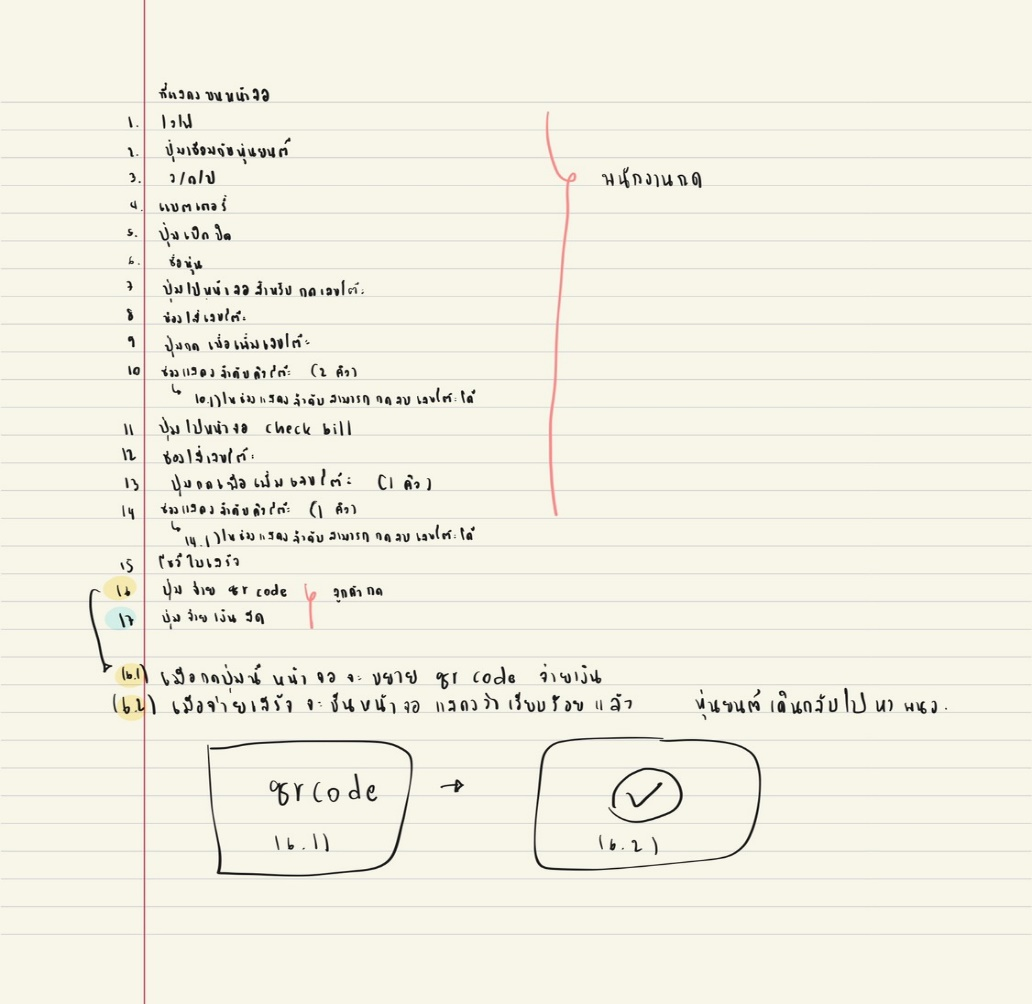 ที่แสดงบนหน้าจอ
1. ไวไฟ
2. ปุ่มเชื่อมกับหุ่นยนต์
3. ว/ด/ป
4. แบตเตอรี่
5. ปุ่มเปิดปิด
6. ชื่อหุ่น
7 ปุ่มไปหน้าจอสำหรับกดเลขโต๊ะ
8 ช่องใส่เลขโต๊ะ
9 ปุ่มกดเพื่อเพิ่มเลขโต๊ะ
10 ช่องแสดงลำดับคิวโต๊ะ (2 คิว)
↳ 10.1) ในช่องแสดงลำดับสามารถกดลบเลขโต๊ะได้
11 ปุ่มไปหน้าจอ check bill
12 ช่องใส่เลขโต๊ะ
13 ปุ่มกดเพื่อเพิ่มเลขโต๊ะ (1 คิว)
14 ช่องแสดงลำดับคิวโต๊ะ (1 คิว)
↳ 14.1) ในช่องแสดงลำดับสามารถกดลบเลขโต๊ะได้
15 โชว์ใบเสร็จ
16 ปุ่มจ่าย qr code
17 ปุ่มจ่ายเงินสด
พนักงานกด
ลูกค้ากด
16.1) เมื่อกดปุ่มนี้ หน้าจอจะขยาย qr code จ่ายเงิน
16.2) เมื่อจ่ายเสร็จจะขึ้นหน้าจอแสดงว่าเรียบร้อยแล้ว หุ่นยนต์เดินกลับไปหา พนง.
qr code →
16.1) 16.2)